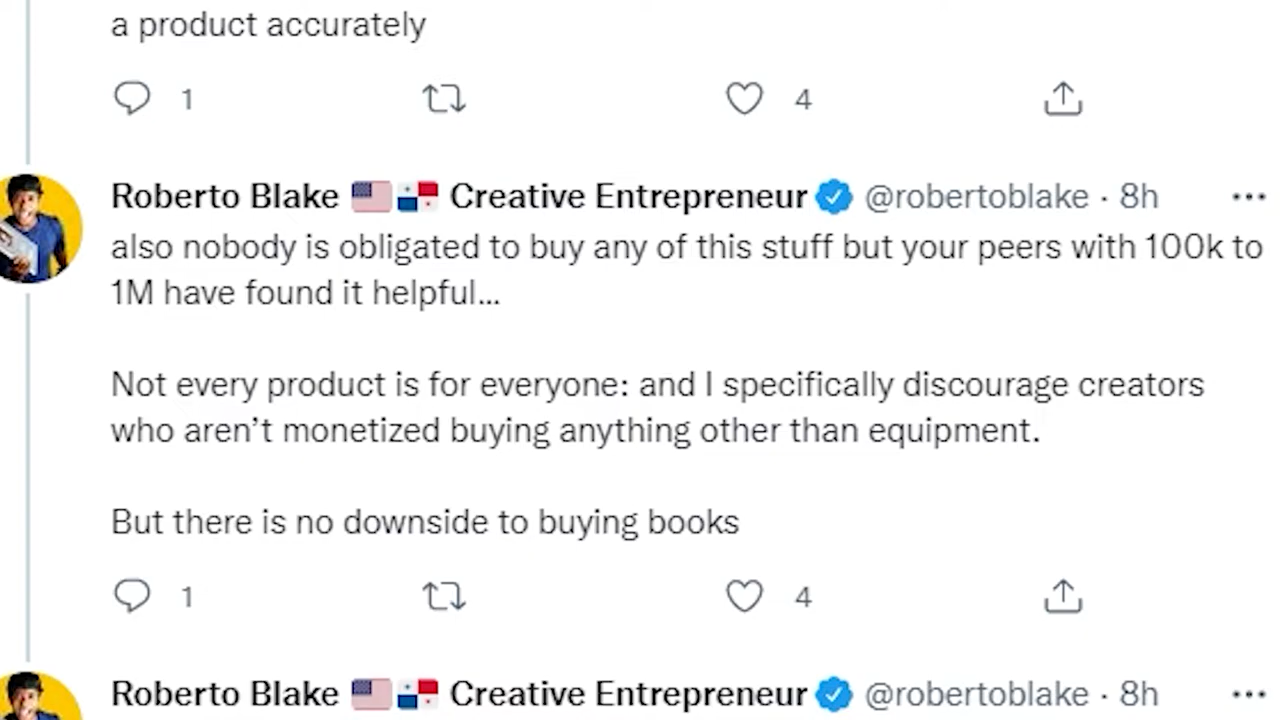 a product accurately
1 4
Roberto Blake 🇺🇸🇵🇦 Creative Entrepreneur @robertoblake · 8h ...
also nobody is obligated to buy any of this stuff but your peers with 100k to
1M have found it helpful...
Not every product is for everyone: and I specifically discourage creators
who aren’t monetized buying anything other than equipment.
But there is no downside to buying books
1 4
Roberto Blake 🇺🇸🇵🇦 Creative Entrepreneur @robertoblake · 8h ...